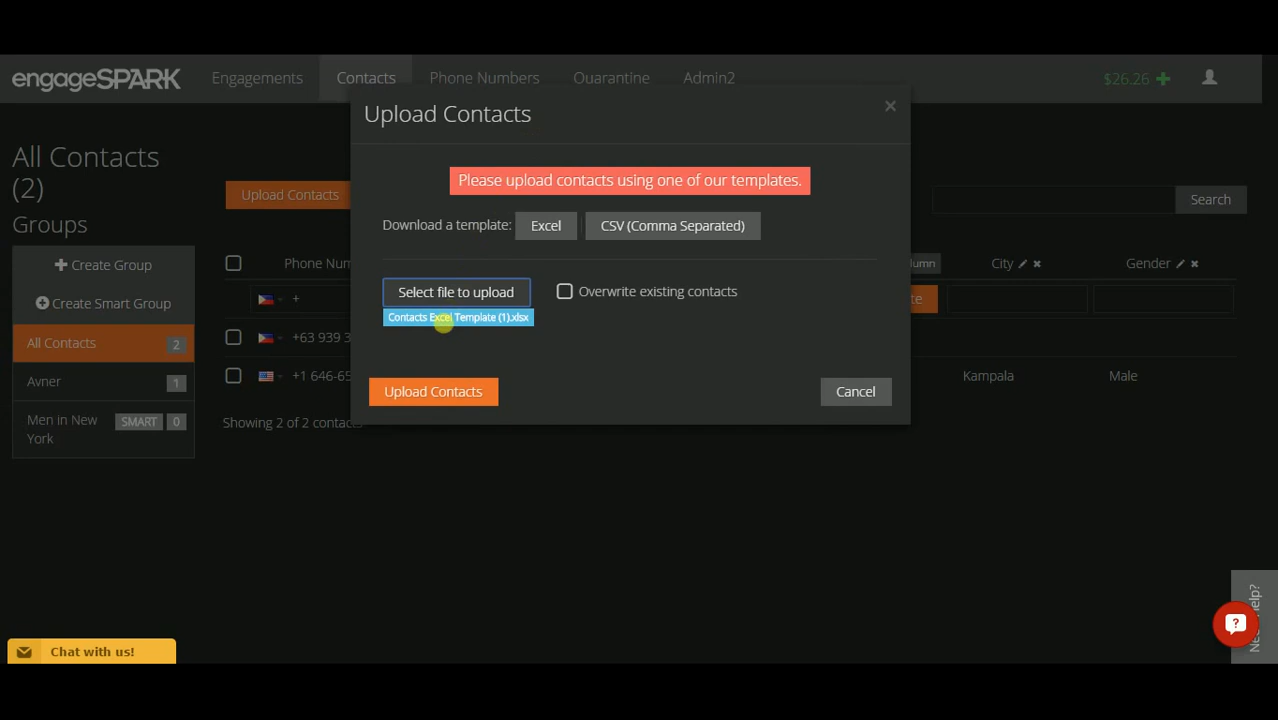 engageSPARK
Engagements
Contacts
Phone Numbers
Quarantine
Admin2
$26.26
Upload Contacts
Please upload contacts using one of our templates.
Download a template:
Excel
CSV (Comma Separated)
Select file to upload
Contacts Excel Template (1).xlsx
Overwrite existing contacts
Upload Contacts
Cancel
All Contacts
(2)
Groups
Create Group
Create Smart Group
All Contacts 2
Avner 1
Men in New
York
SMART 0
Upload Contacts
Search
Phone Num
lumn
City
Gender
+
te
+63 939 3
+1 646-65
Kampala
Male
Showing 2 of 2 contacts
Chat with us!
Need help?